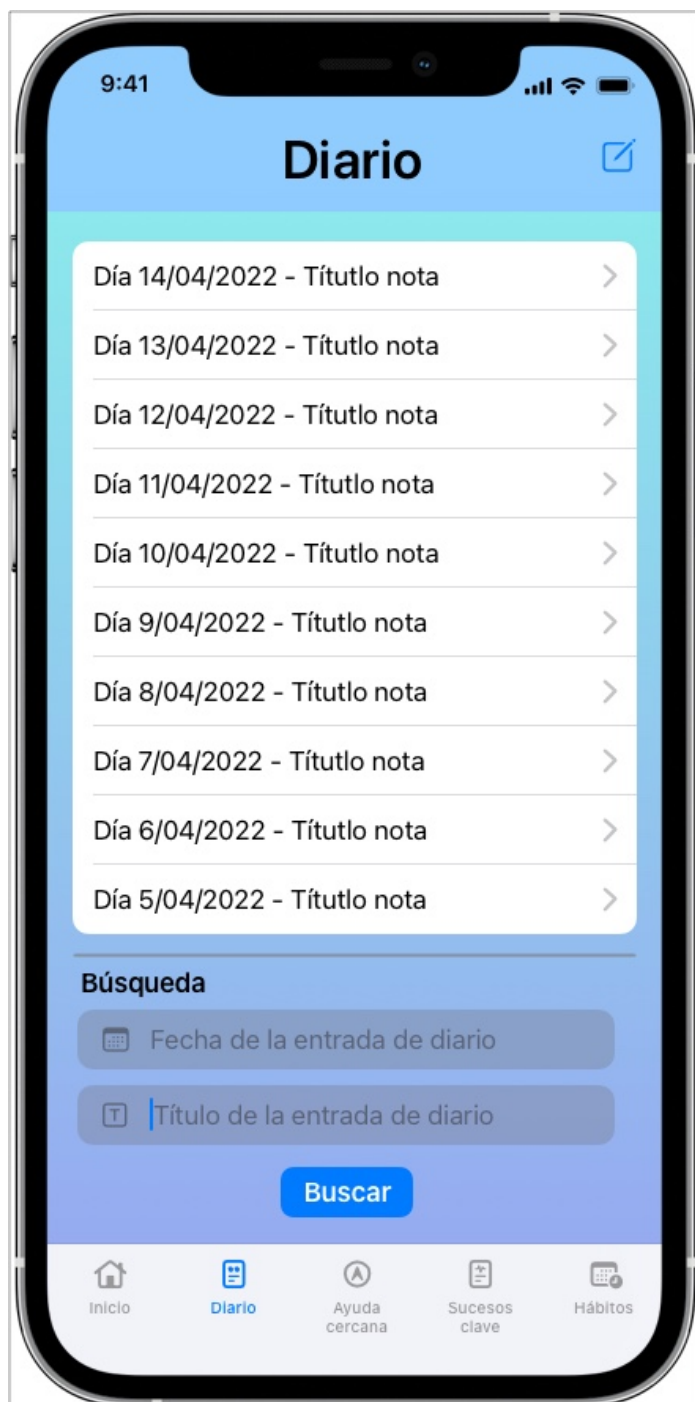 9:41
Diario
Día 14/04/2022 - Títutlo nota
Día 13/04/2022 - Títutlo nota
Día 12/04/2022 - Títutlo nota
Día 11/04/2022 - Títutlo nota
Día 10/04/2022 - Títutlo nota
Día 9/04/2022 - Títutlo nota
Día 8/04/2022 - Títutlo nota
Día 7/04/2022 - Títutlo nota
Día 6/04/2022 - Títutlo nota
Día 5/04/2022 - Títutlo nota
Búsqueda
Fecha de la entrada de diario
T Título de la entrada de diario
Buscar
Inicio Diario Ayuda Sucesos Hábitos
cercana clave